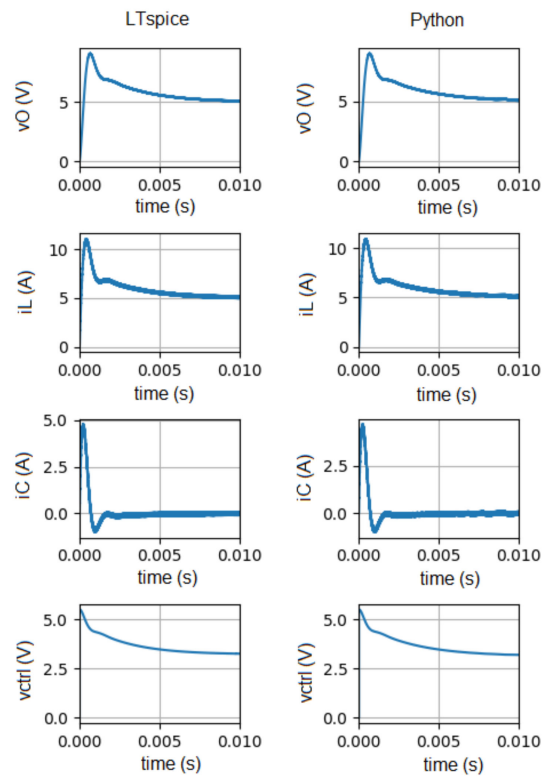 LTspice Python
vO (V) 5 0 0.000 0.005 0.010 time (s)
vO (V) 5 0 0.000 0.005 0.010 time (s)
iL (A) 10 5 0 0.000 0.005 0.010 time (s)
iL (A) 10 5 0 0.000 0.005 0.010 time (s)
iC (A) 5.0 2.5 0.0 0.000 0.005 0.010 time (s)
iC (A) 2.5 0.0 0.000 0.005 0.010 time (s)
vctrl (V) 5.0 2.5 0.0 0.000 0.005 0.010 time (s)
vctrl (V) 5.0 2.5 0.0 0.000 0.005 0.010 time (s)